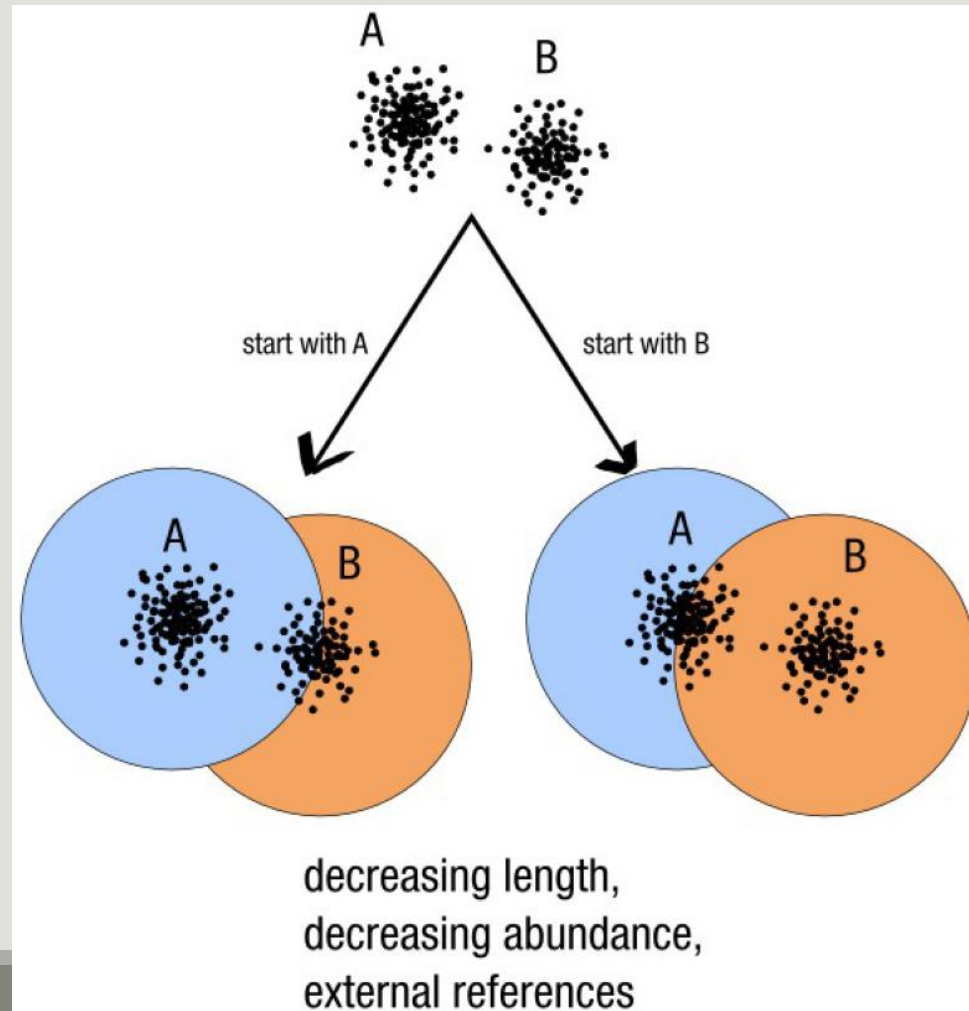 A
B
start with A
start with B
A
B
A
B
decreasing length,
decreasing abundance,
external references